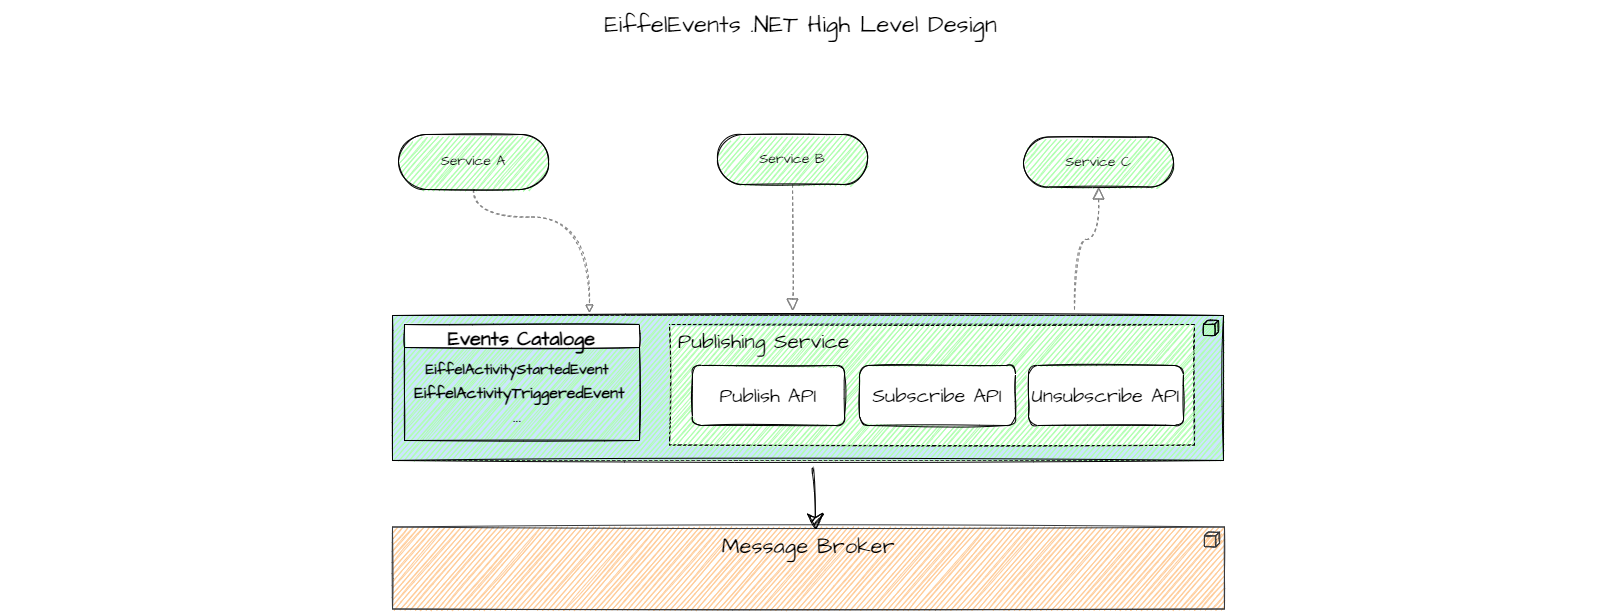 EiffelEvents .NET High Level Design
Service A
Service B
Service C
Events Cataloge
EiffelActivityStartedEvent
EiffelActivityTriggeredEvent
...
Publishing Service
Publish API
Subscribe API
Unsubscribe API
Message Broker